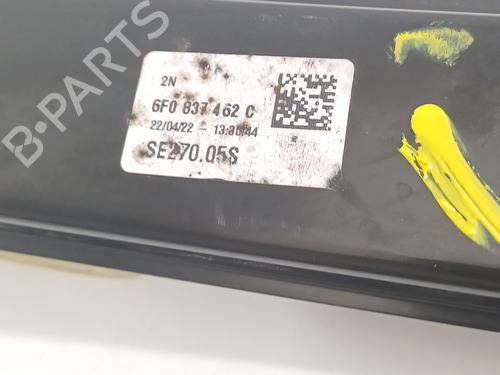 2N
6F0 837 462 C
22/04/22 - 13:30:44
SE270.05S
B-PARTS